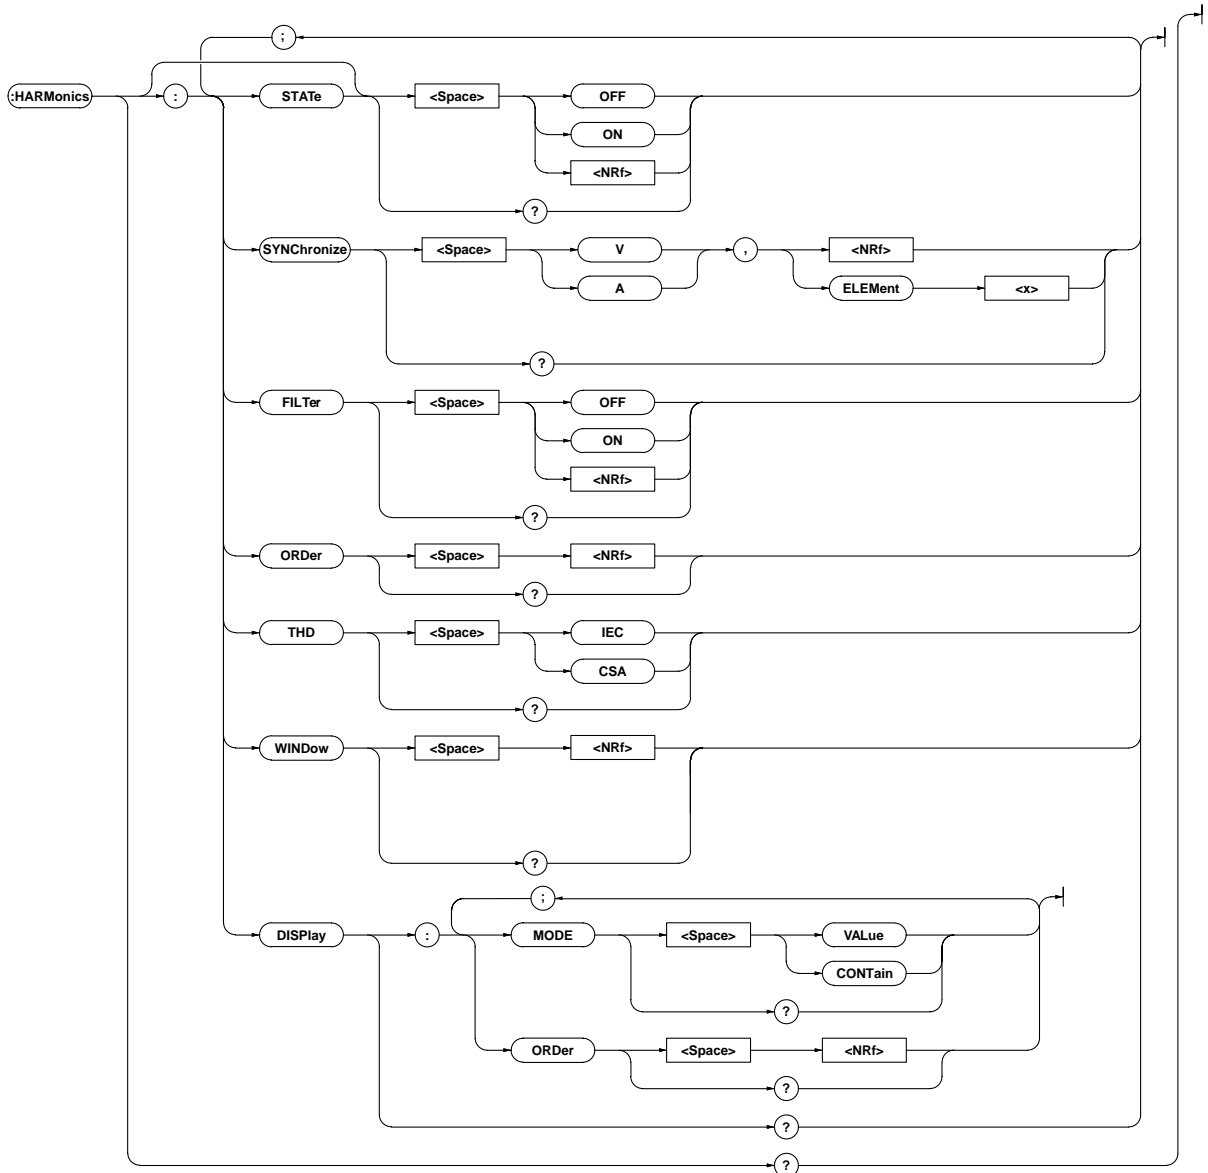 ;
:HARMonics : STATe <Space> OFF
ON
<NRf>
?
SYNChronize <Space> V , <NRf>
A ELEMent <x>
?
FILTer <Space> OFF
ON
<NRf>
?
ORDer <Space> <NRf>
?
THD <Space> IEC
CSA
?
WINDow <Space> <NRf>
?
;
DISPlay : MODE <Space> VALue
CONTain
?
ORDer <Space> <NRf>
?
?
?